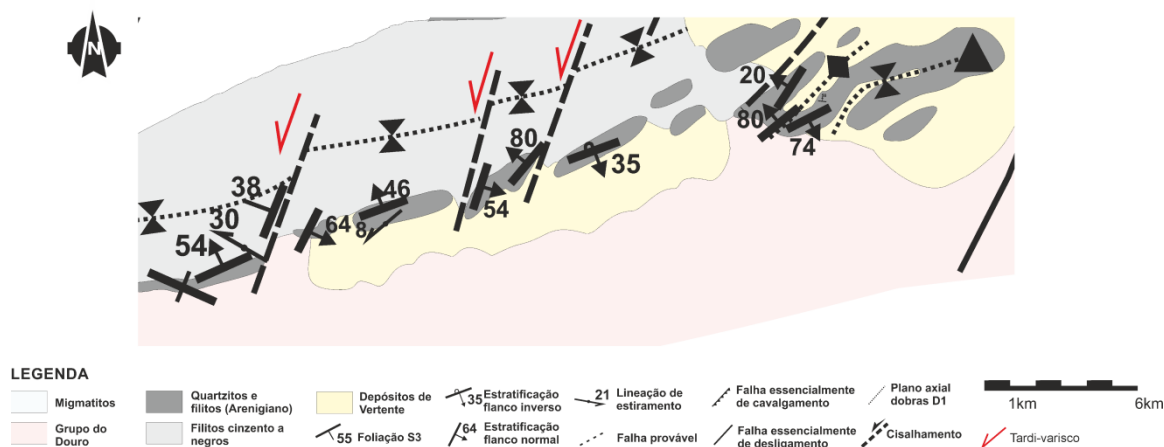 N
20
80
74
80
35
54
46
38
30
54
64
8
LEGENDA
Migmatitos
Grupo do
Douro
Quartzitos e
filitos (Arenigiano)
Filitos cinzento a
negros
Depósitos de
Vertente
55 Foliação S3
35 Estratificação
flanco inverso
64 Estratificação
flanco normal
21 Lineação de
estiramento
Falha provável
Falha essencialmente
de cavalgamento
Falha essencialmente
de desligamento
Plano axial
dobras D1
Cisalhamento
1km 6km
Tardi-varisco